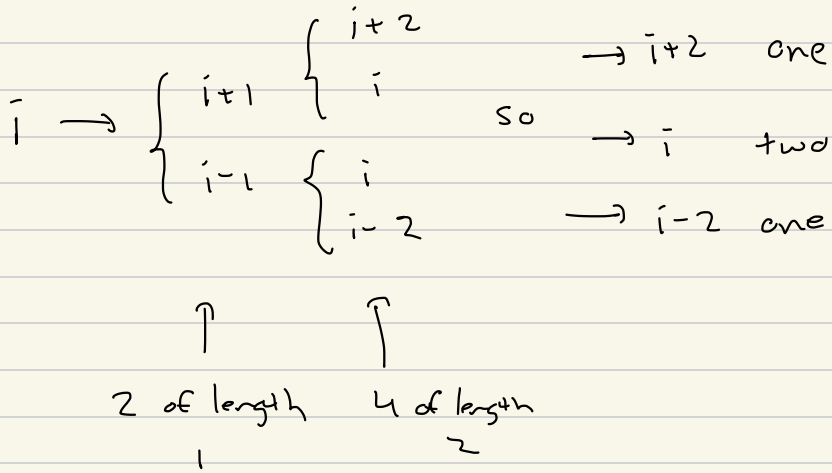 i + 2
i + 1
i
i → i - 1
i
i - 2
so
→ i + 2 one
→ i two
→ i - 2 one
↑ ↑
2 of length 4 of length
1 2